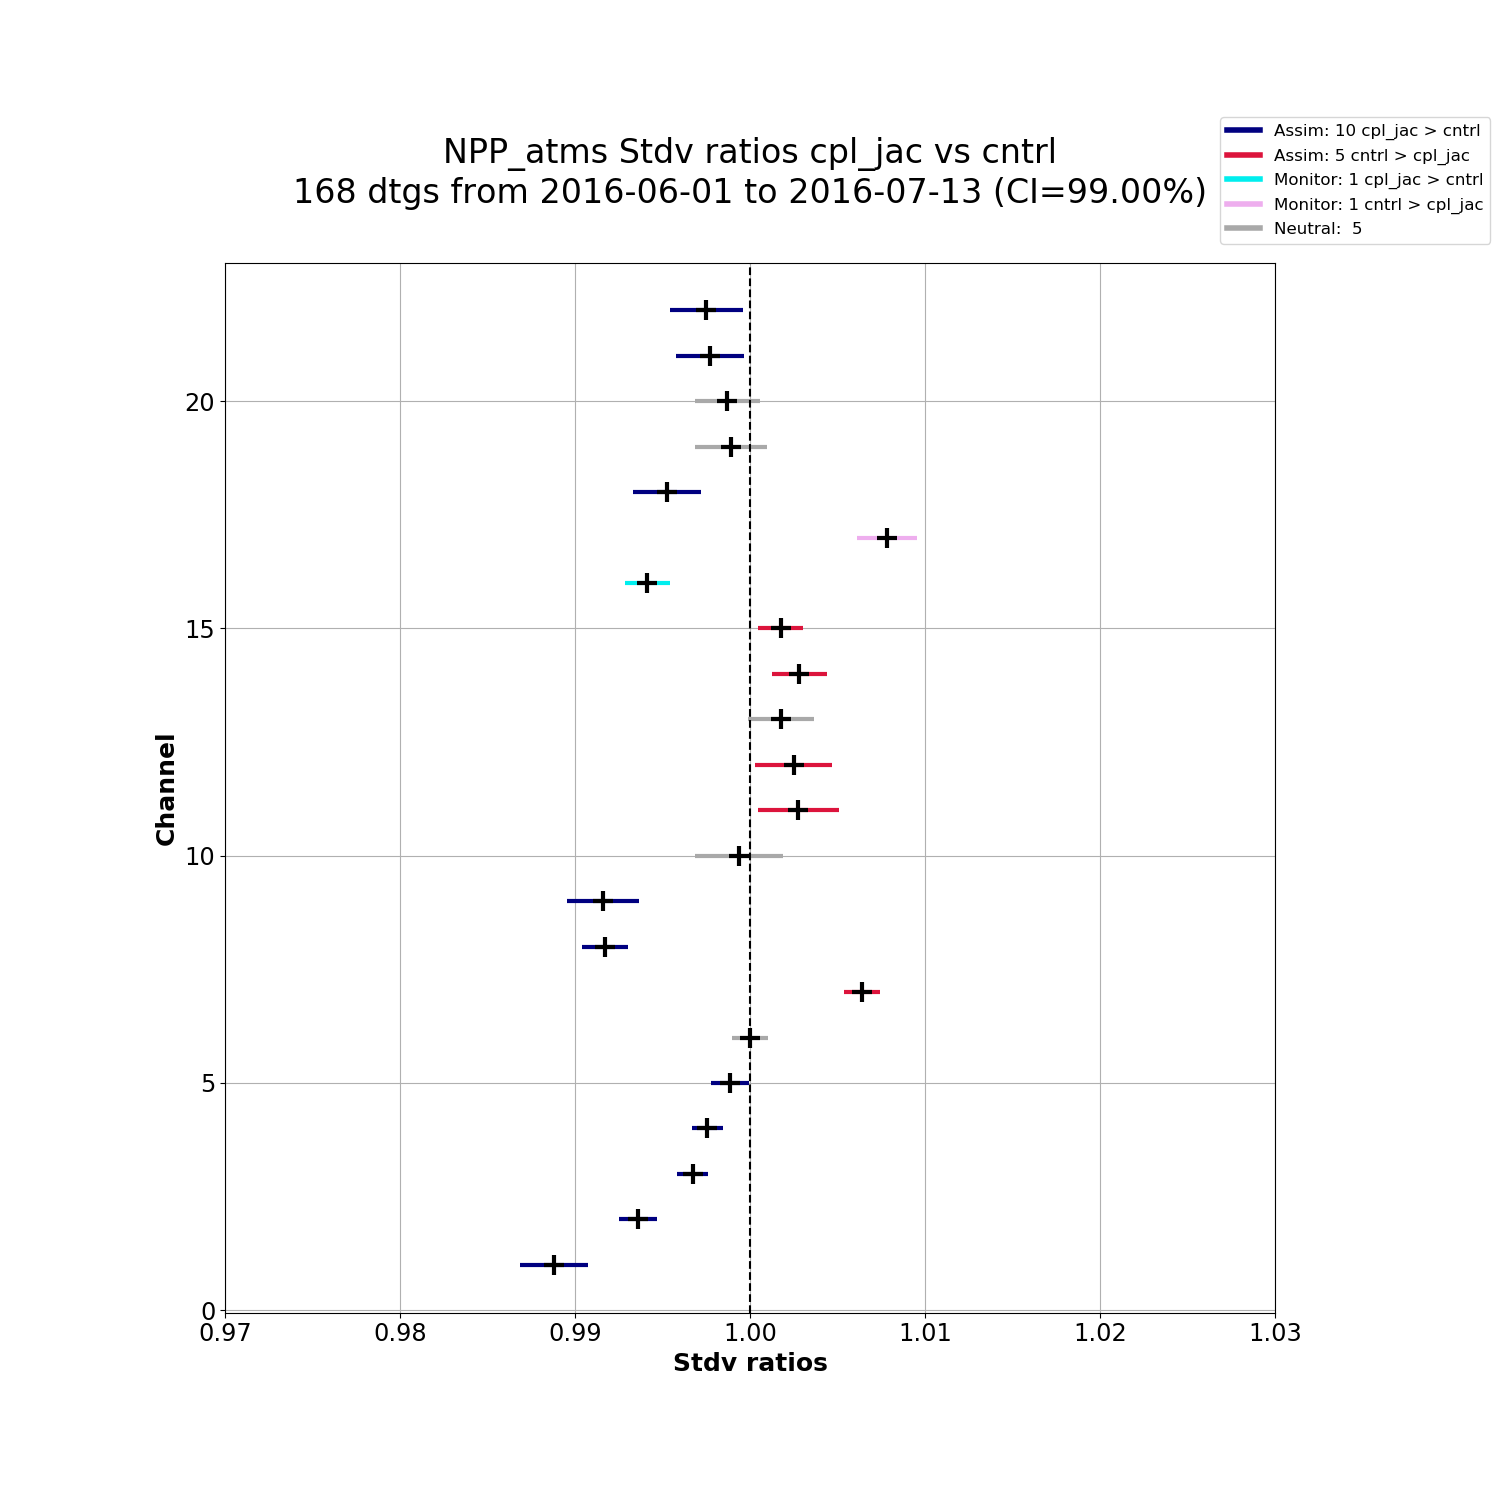 NPP_atms Stdv ratios cpl_jac vs cntrl
168 dtgs from 2016-06-01 to 2016-07-13 (CI=99.00%)
Assim: 10 cpl_jac > cntrl
Assim: 5 cntrl > cpl_jac
Monitor: 1 cpl_jac > cntrl
Monitor: 1 cntrl > cpl_jac
Neutral:  5
20
15
10
5
0
Channel
0.97 0.98 0.99 1.00 1.01 1.02 1.03
Stdv ratios